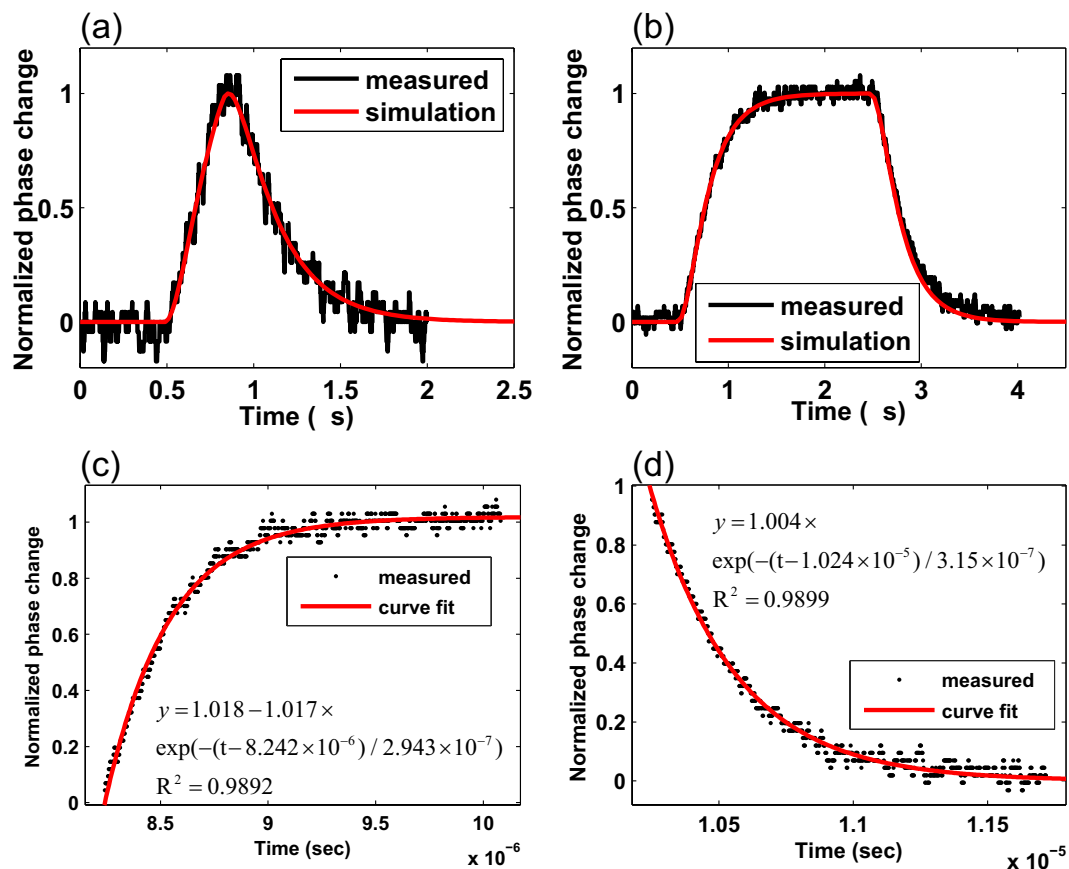 (a)
Normalized phase change
1
0.5
0
measured
simulation
0 0.5 1 1.5 2 2.5
Time ( s)
(b)
Normalized phase change
1
0.5
0
measured
simulation
0 1 2 3 4
Time ( s)
(c)
Normalized phase change
1
0.8
0.6
0.4
0.2
0
measured
curve fit
y=1.018−1.017×
exp(−(t−8.242×10⁻⁶)/2.943×10⁻⁷)
R²=0.9892
8.5 9 9.5 10
Time (sec)
x 10⁻⁶
(d)
Normalized phase change
1
0.8
0.6
0.4
0.2
0
y=1.004×
exp(−(t−1.024×10⁻⁵)/3.15×10⁻⁷)
R²=0.9899
measured
curve fit
1.05 1.1 1.15
Time (sec)
x 10⁻⁵